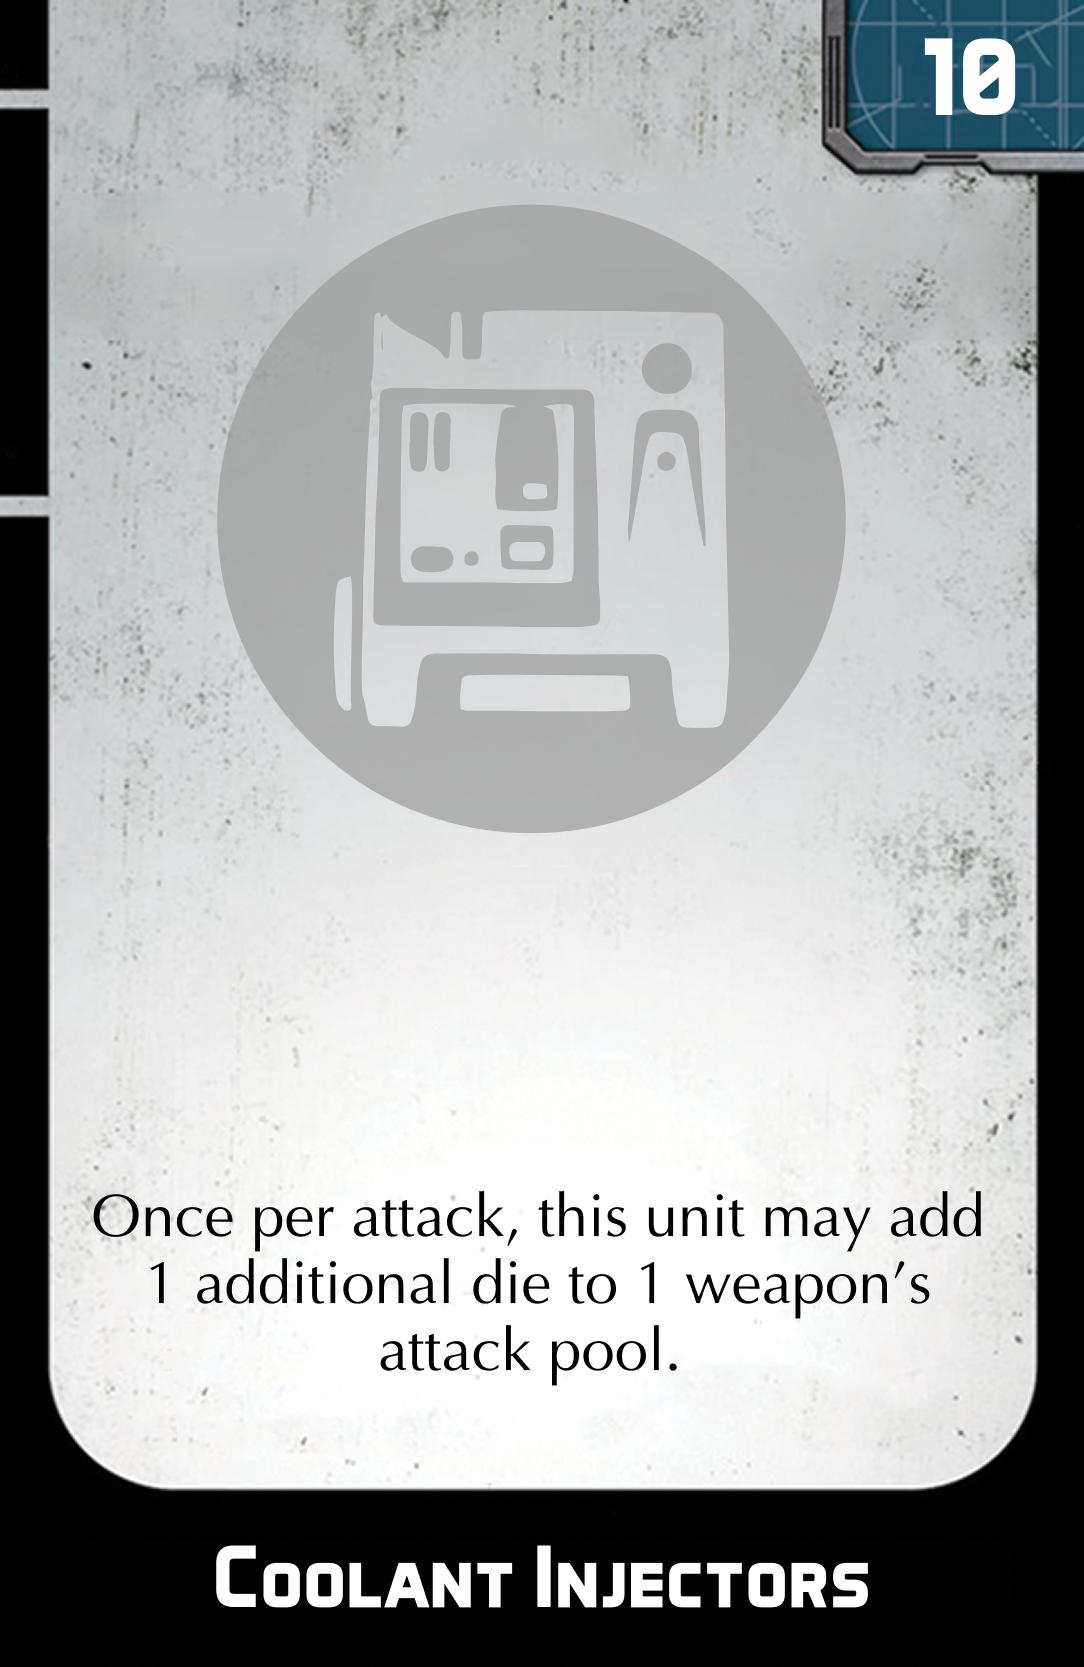 10
Once per attack, this unit may add
1 additional die to 1 weapon’s
attack pool.
Coolant Injectors